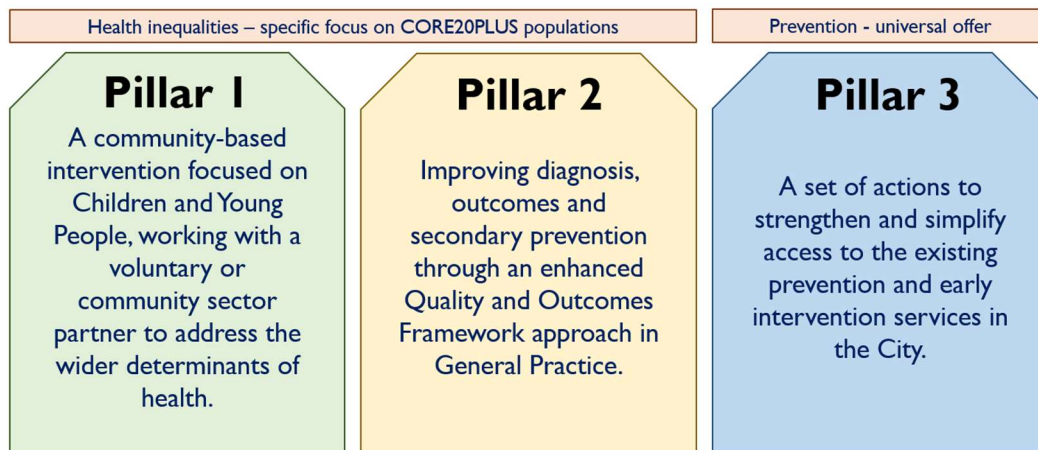 Health inequalities – specific focus on CORE20PLUS populations
Prevention - universal offer
Pillar 1
A community-based
intervention focused on
Children and Young
People, working with a
voluntary or
community sector
partner to address the
wider determinants of
health.
Pillar 2
Improving diagnosis,
outcomes and
secondary prevention
through an enhanced
Quality and Outcomes
Framework approach in
General Practice.
Pillar 3
A set of actions to
strengthen and simplify
access to the existing
prevention and early
intervention services in
the City.